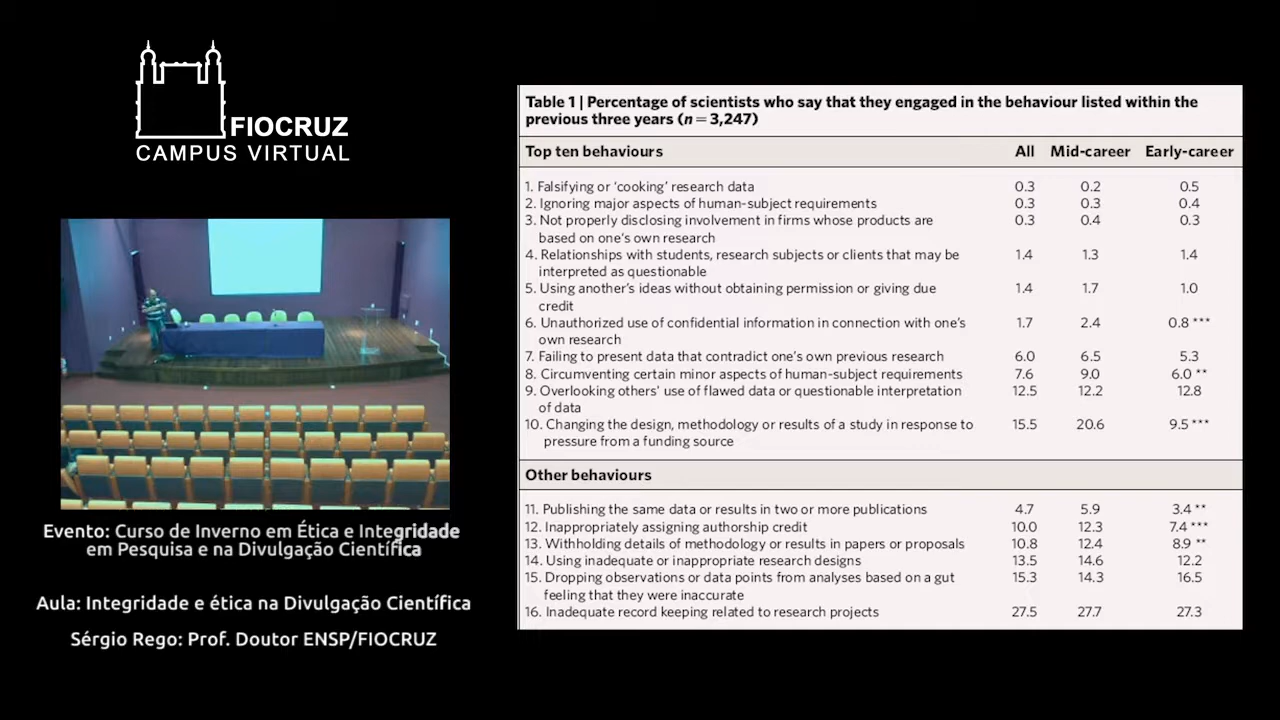 FIOCRUZ
CAMPUS VIRTUAL
Evento: Curso de Inverno em Ética e Integridade
em Pesquisa e na Divulgação Científica
Aula: Integridade e ética na Divulgação Científica
Sérgio Rego: Prof. Doutor ENSP/FIOCRUZ
Table 1 | Percentage of scientists who say that they engaged in the behaviour listed within the
previous three years (n = 3,247)
Top ten behaviours All Mid-career Early-career
1. Falsifying or ‘cooking’ research data 0.3 0.2 0.5
2. Ignoring major aspects of human-subject requirements 0.3 0.3 0.4
3. Not properly disclosing involvement in firms whose products are 0.3 0.4 0.3
based on one’s own research
4. Relationships with students, research subjects or clients that may be 1.4 1.3 1.4
interpreted as questionable
5. Using another’s ideas without obtaining permission or giving due 1.4 1.7 1.0
credit
6. Unauthorized use of confidential information in connection with one’s 1.7 2.4 0.8 ***
own research
7. Failing to present data that contradict one’s own previous research 6.0 6.5 5.3
8. Circumventing certain minor aspects of human-subject requirements 7.6 9.0 6.0 **
9. Overlooking others’ use of flawed data or questionable interpretation 12.5 12.2 12.8
of data
10. Changing the design, methodology or results of a study in response to 15.5 20.6 9.5 ***
pressure from a funding source
Other behaviours
11. Publishing the same data or results in two or more publications 4.7 5.9 3.4 **
12. Inappropriately assigning authorship credit 10.0 12.3 7.4 ***
13. Withholding details of methodology or results in papers or proposals 10.8 12.4 8.9 **
14. Using inadequate or inappropriate research designs 13.5 14.6 12.2
15. Dropping observations or data points from analyses based on a gut 15.3 14.3 16.5
feeling that they were inaccurate
16. Inadequate record keeping related to research projects 27.5 27.7 27.3